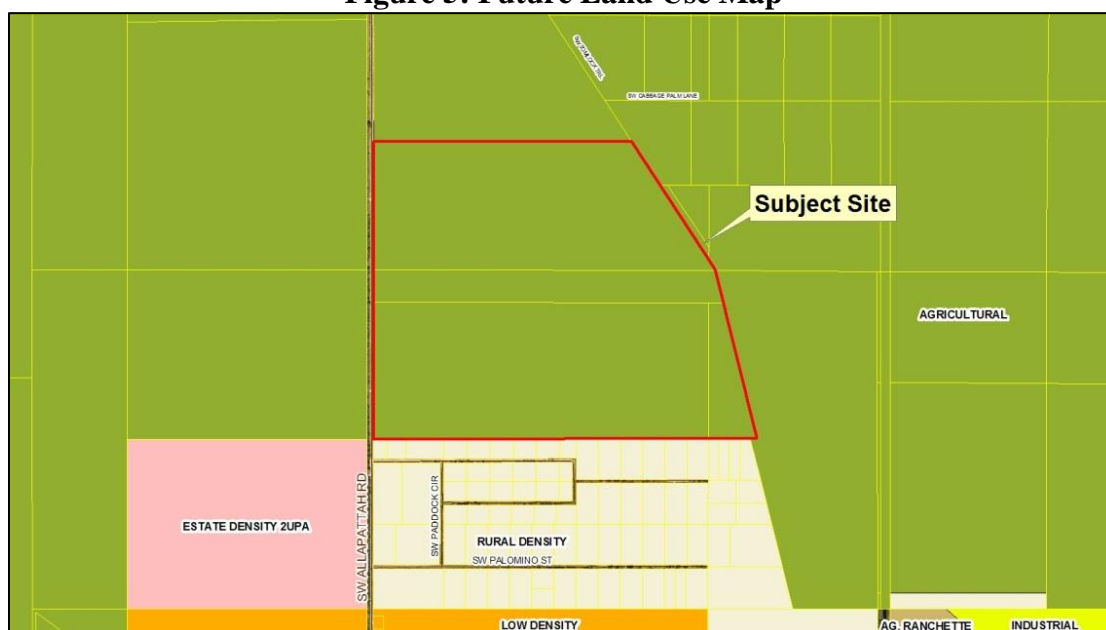 Figure 3: Future Land Use Map
SW CABBAGE PALM LANE
Subject Site
AGRICULTURAL
SW ALLAPATTAH RD
ESTATE DENSITY 2UPA
SW PADDOCK CIR
RURAL DENSITY
SW PALOMINO ST
LOW DENSITY
AG. RANCHETTE
INDUSTRIAL